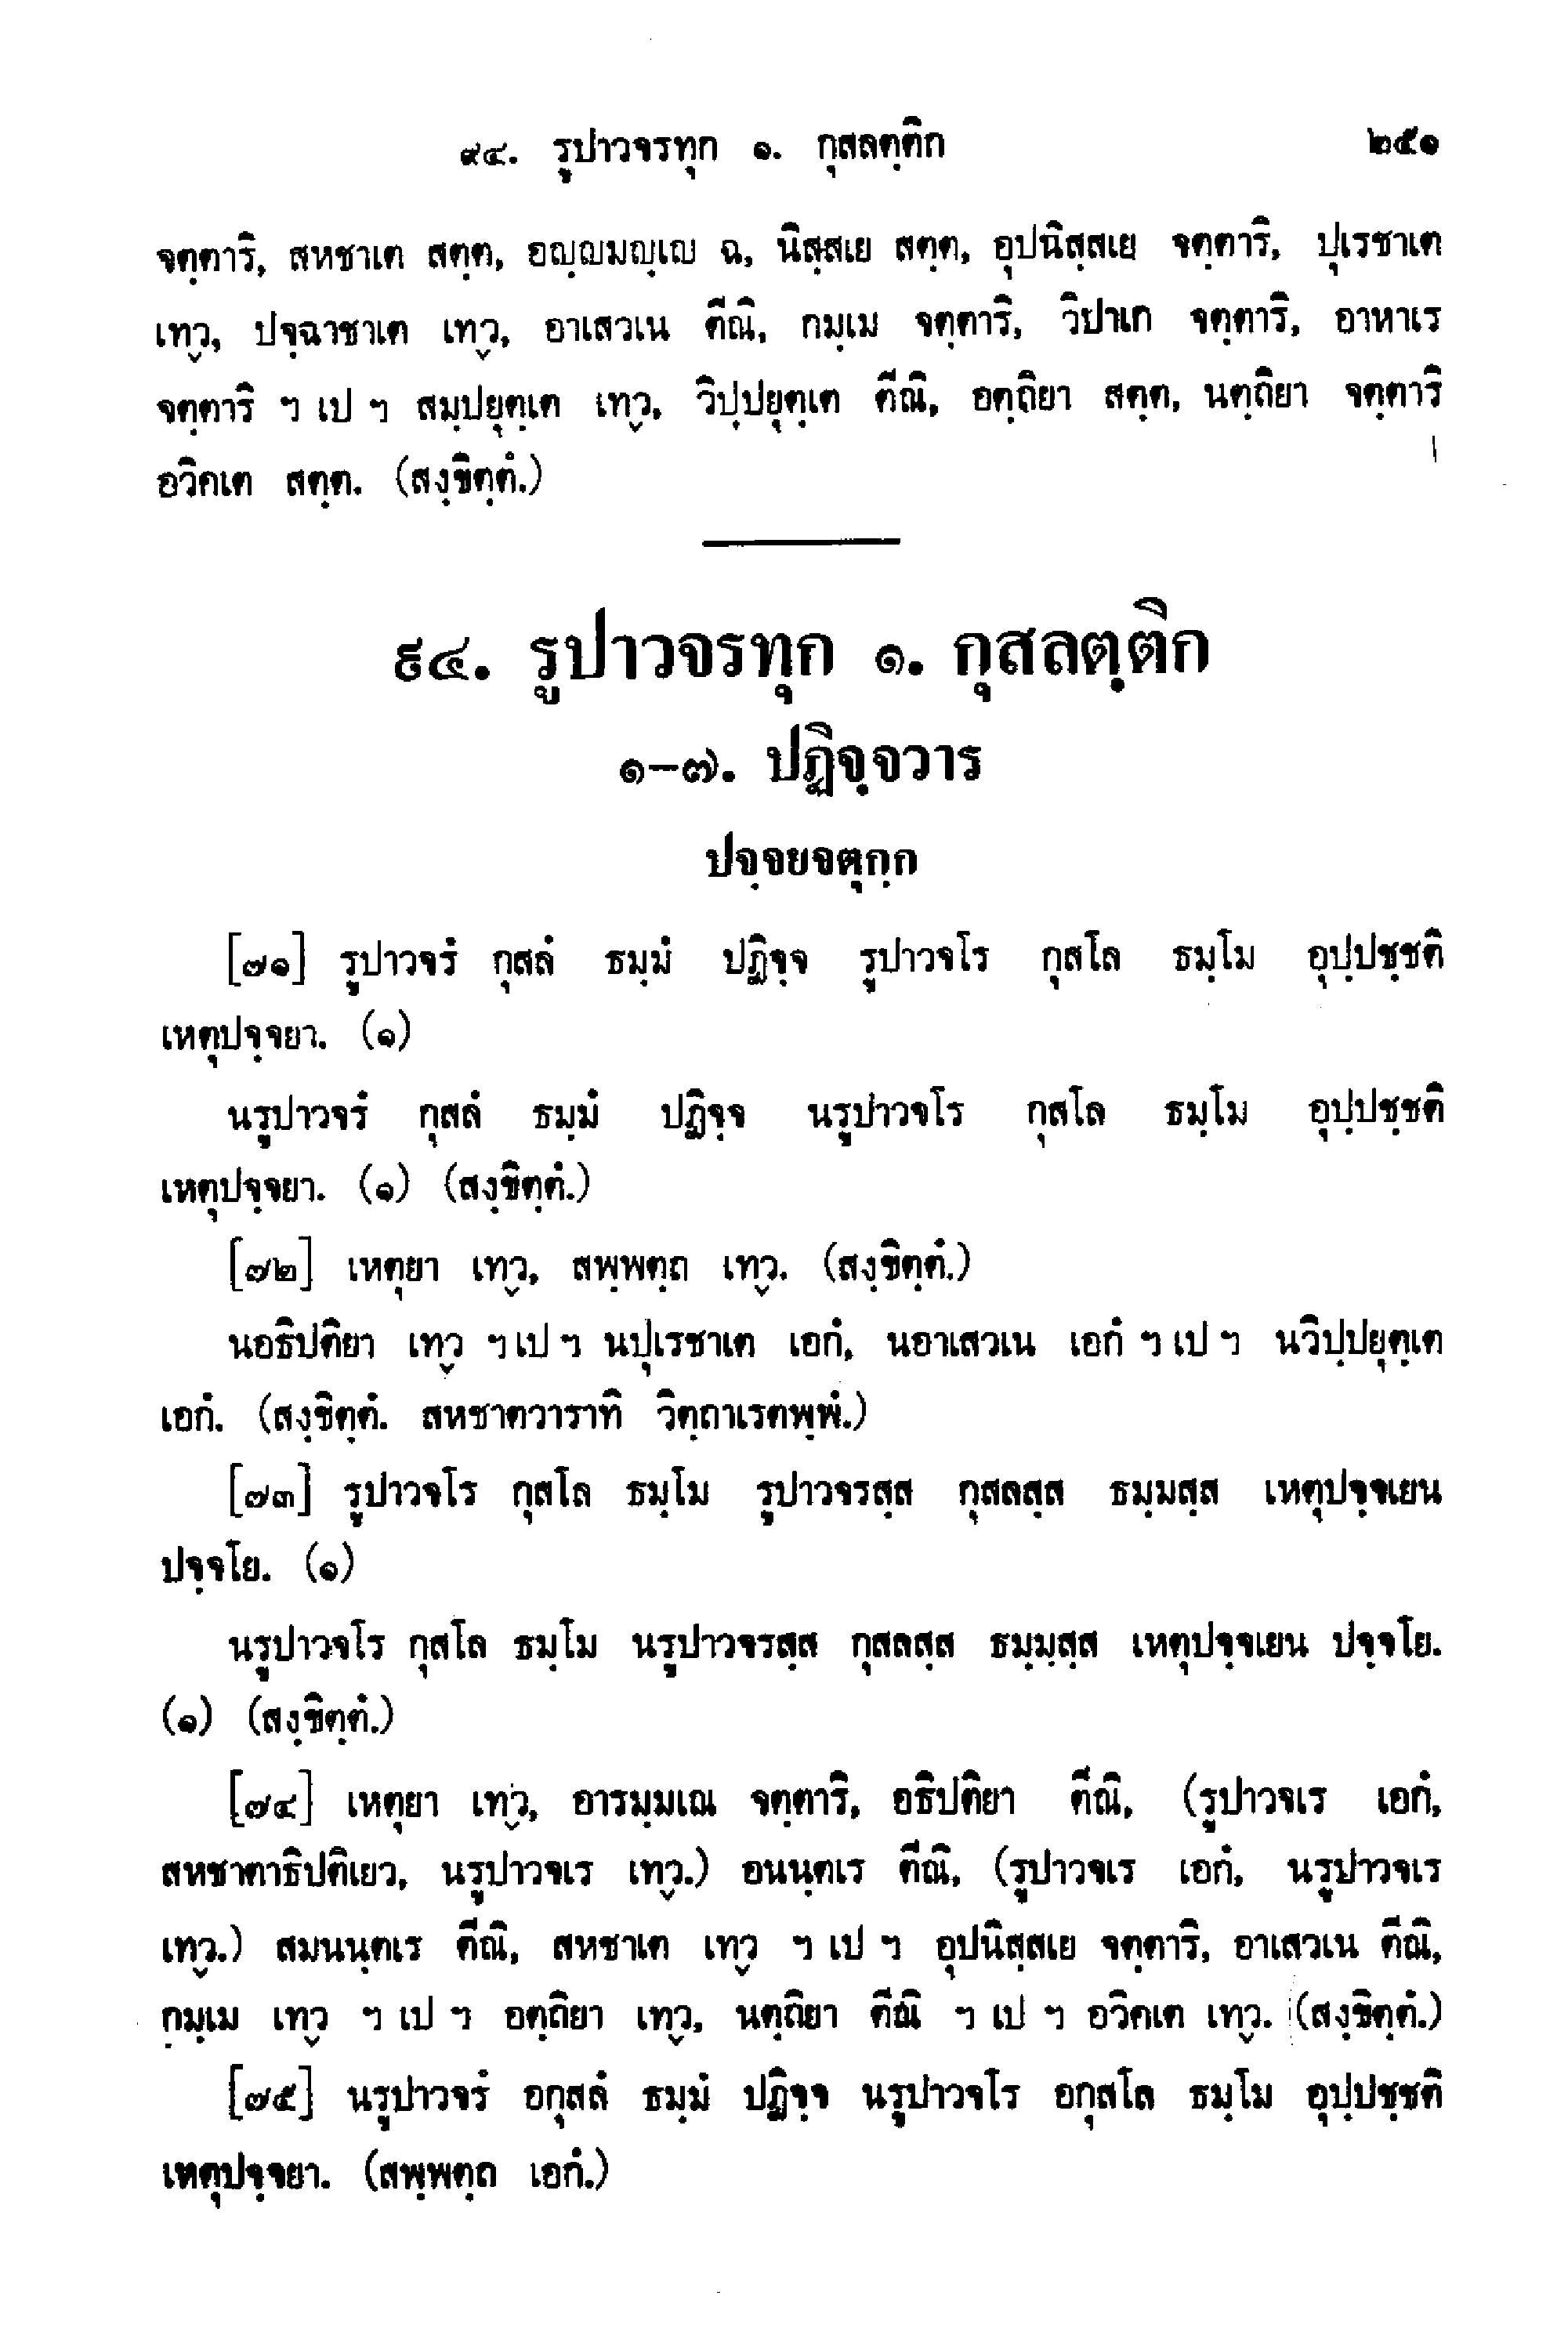 ๙๔. รูปาวจรทุก ๑. กุสลตฺติก ๒๕๑
จตฺตาริ, สหชาเต สตฺต, อญฺญมญฺเญ ฉ, นิสฺสเย สตฺต, อุปนิสฺสเย จตฺตาริ, ปุเรชาเต
เทฺว, ปจฺฉาชาเต เทฺว, อาเสวเน ตีณิ, กมฺเม จตฺตาริ, วิปาเก จตฺตาริ, อาหาเร
จตฺตาริ ฯ เป ฯ สมฺปยุตฺเต เทฺว, วิปฺปยุตฺเต ตีณิ, อตฺถิยา สตฺต, นตฺถิยา จตฺตาริ
อวิคเต สตฺต. (สงฺขิตฺตํ.)
๙๔. รูปาวจรทุก ๑. กุสลตฺติก
๑-๗. ปฏิจฺจวาร
ปจฺจยจตุกฺก
[๗๑] รูปาวจรํ กุสลํ ธมฺมํ ปฏิจฺจ รูปาวจโร กุสโล ธมฺโม อุปฺปชฺชติ
เหตุปจฺจยา. (๑)
นรูปาวจรํ กุสลํ ธมฺมํ ปฏิจฺจ นรูปาวจโร กุสโล ธมฺโม อุปฺปชฺชติ
เหตุปจฺจยา. (๑) (สงฺขิตฺตํ.)
[๗๒] เหตุยา เทฺว, สพฺพตฺถ เทฺว. (สงฺขิตฺตํ.)
นอธิปติยา เทฺว ฯ เป ฯ นปุเรชาเต เอกํ, นอาเสวเน เอกํ ฯ เป ฯ นวิปฺปยุตฺเต
เอกํ. (สงฺขิตฺตํ. สหชาตวาราทิ วิตฺถาเรตพฺพํ.)
[๗๓] รูปาวจโร กุสโล ธมฺโม รูปาวจรสฺส กุสลสฺส ธมฺมสฺส เหตุปจฺจเยน
ปจฺจโย. (๑)
นรูปาวจโร กุสโล ธมฺโม นรูปาวจรสฺส กุสลสฺส ธมฺมฺสฺส เหตุปจฺจเยน ปจฺจโย.
(๑) (สงฺขิตฺตํ.)
[๗๔] เหตุยา เทฺว, อารมฺมเณ จตฺตาริ, อธิปติยา ตีณิ, (รูปาวจเร เอกํ,
สหชาตาธิปติเยว, นรูปาวจเร เทฺว.) อนนฺตเร ตีณิ, (รูปาวจเร เอกํ, นรูปาวจเร
เทฺว.) สมนนฺตเร ตีณิ, สหชาเต เทฺว ฯ เป ฯ อุปนิสฺสเย จตฺตาริ, อาเสวเน ตีณิ,
กมฺเม เทฺว ฯ เป ฯ อตฺถิยา เทฺว, นตฺถิยา ตีณิ ฯ เป ฯ อวิคเต เทฺว. (สงฺขิตฺตํ.)
[๗๕] นรูปาวจรํ อกุสลํ ธมฺมํ ปฏิจฺจ นรูปาวจโร อกุสโล ธมฺโม อุปฺปชฺชติ
เหตุปจฺจยา. (สพฺพตฺถ เอกํ.)